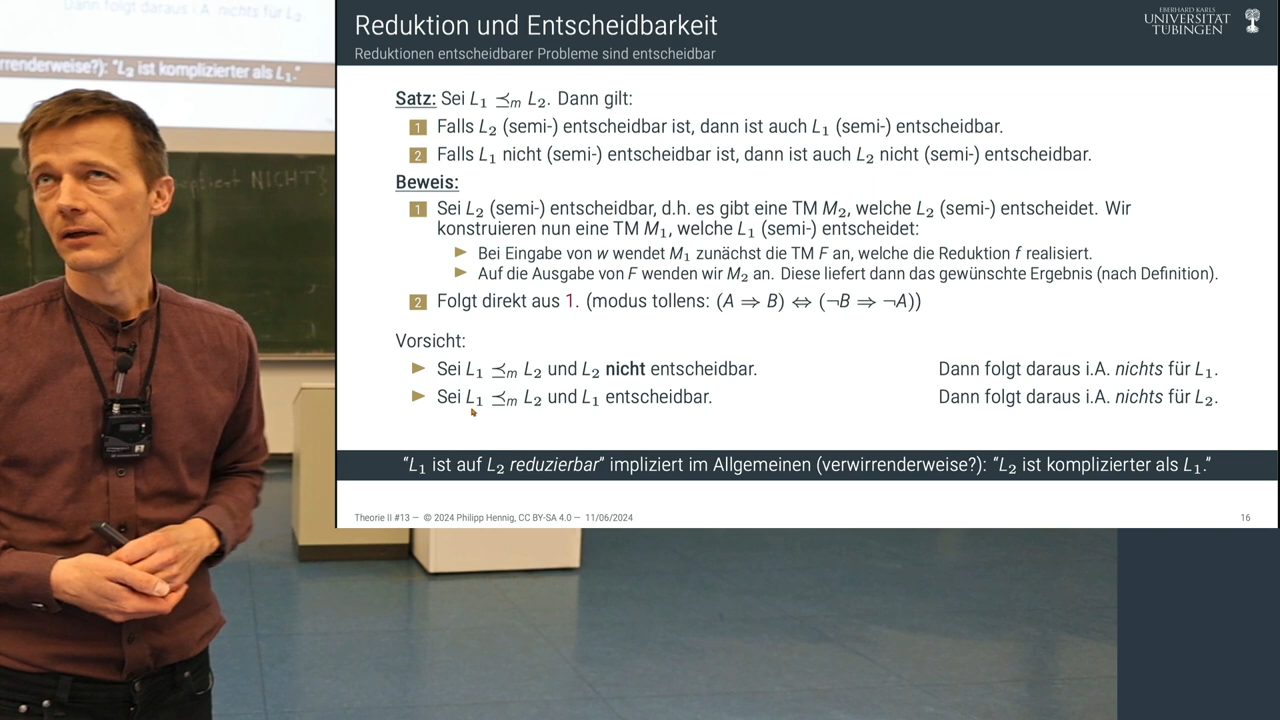 Dann folgt daraus i.A. nichts für L₂.
rrenderweise?): "L₂ ist komplizierter als L₁."
eptiert NICHT}
Reduktion und Entscheidbarkeit
Reduktionen entscheidbarer Probleme sind entscheidbar
EBERHARD KARLS
UNIVERSITÄT
TÜBINGEN
Satz: Sei L₁ ⪯ₘ L₂. Dann gilt:
1 Falls L₂ (semi-) entscheidbar ist, dann ist auch L₁ (semi-) entscheidbar.
2 Falls L₁ nicht (semi-) entscheidbar ist, dann ist auch L₂ nicht (semi-) entscheidbar.
Beweis:
1 Sei L₂ (semi-) entscheidbar, d.h. es gibt eine TM M₂, welche L₂ (semi-) entscheidet. Wir
konstruieren nun eine TM M₁, welche L₁ (semi-) entscheidet:
▶ Bei Eingabe von w wendet M₁ zunächst die TM F an, welche die Reduktion f realisiert.
▶ Auf die Ausgabe von F wenden wir M₂ an. Diese liefert dann das gewünschte Ergebnis (nach Definition).
2 Folgt direkt aus 1. (modus tollens: (A ⇒ B) ⇔ (¬B ⇒ ¬A))
Vorsicht:
▶ Sei L₁ ⪯ₘ L₂ und L₂ nicht entscheidbar. Dann folgt daraus i.A. nichts für L₁.
▶ Sei L₁ ⪯ₘ L₂ und L₁ entscheidbar. Dann folgt daraus i.A. nichts für L₂.
"L₁ ist auf L₂ reduzierbar" impliziert im Allgemeinen (verwirrenderweise?): "L₂ ist komplizierter als L₁."
Theorie II #13 — © 2024 Philipp Hennig, CC BY-SA 4.0 — 11/06/2024 16